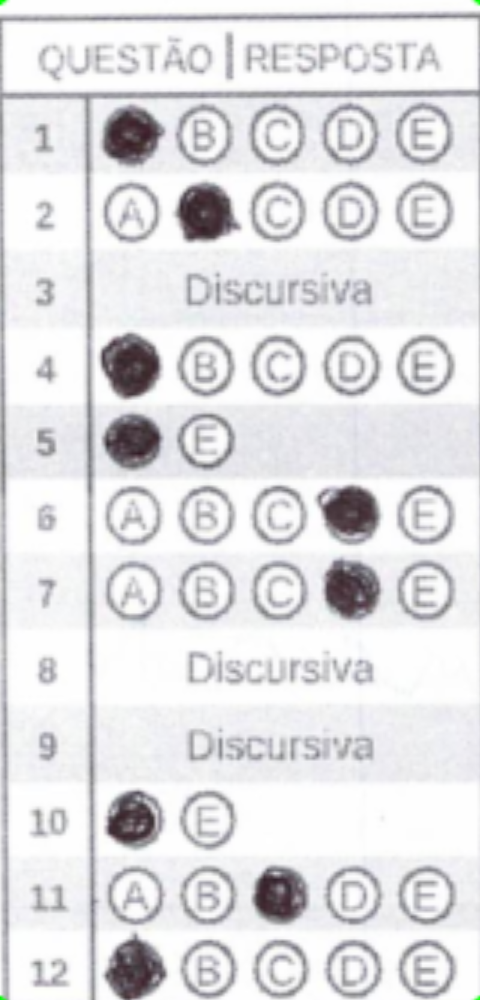 QUESTÃO | RESPOSTA
1 B C D E
2 A C D E
3 Discursiva
4 B C D E
5 E
6 A B C E
7 A B C E
8 Discursiva
9 Discursiva
10 E
11 A B D E
12 B C D E